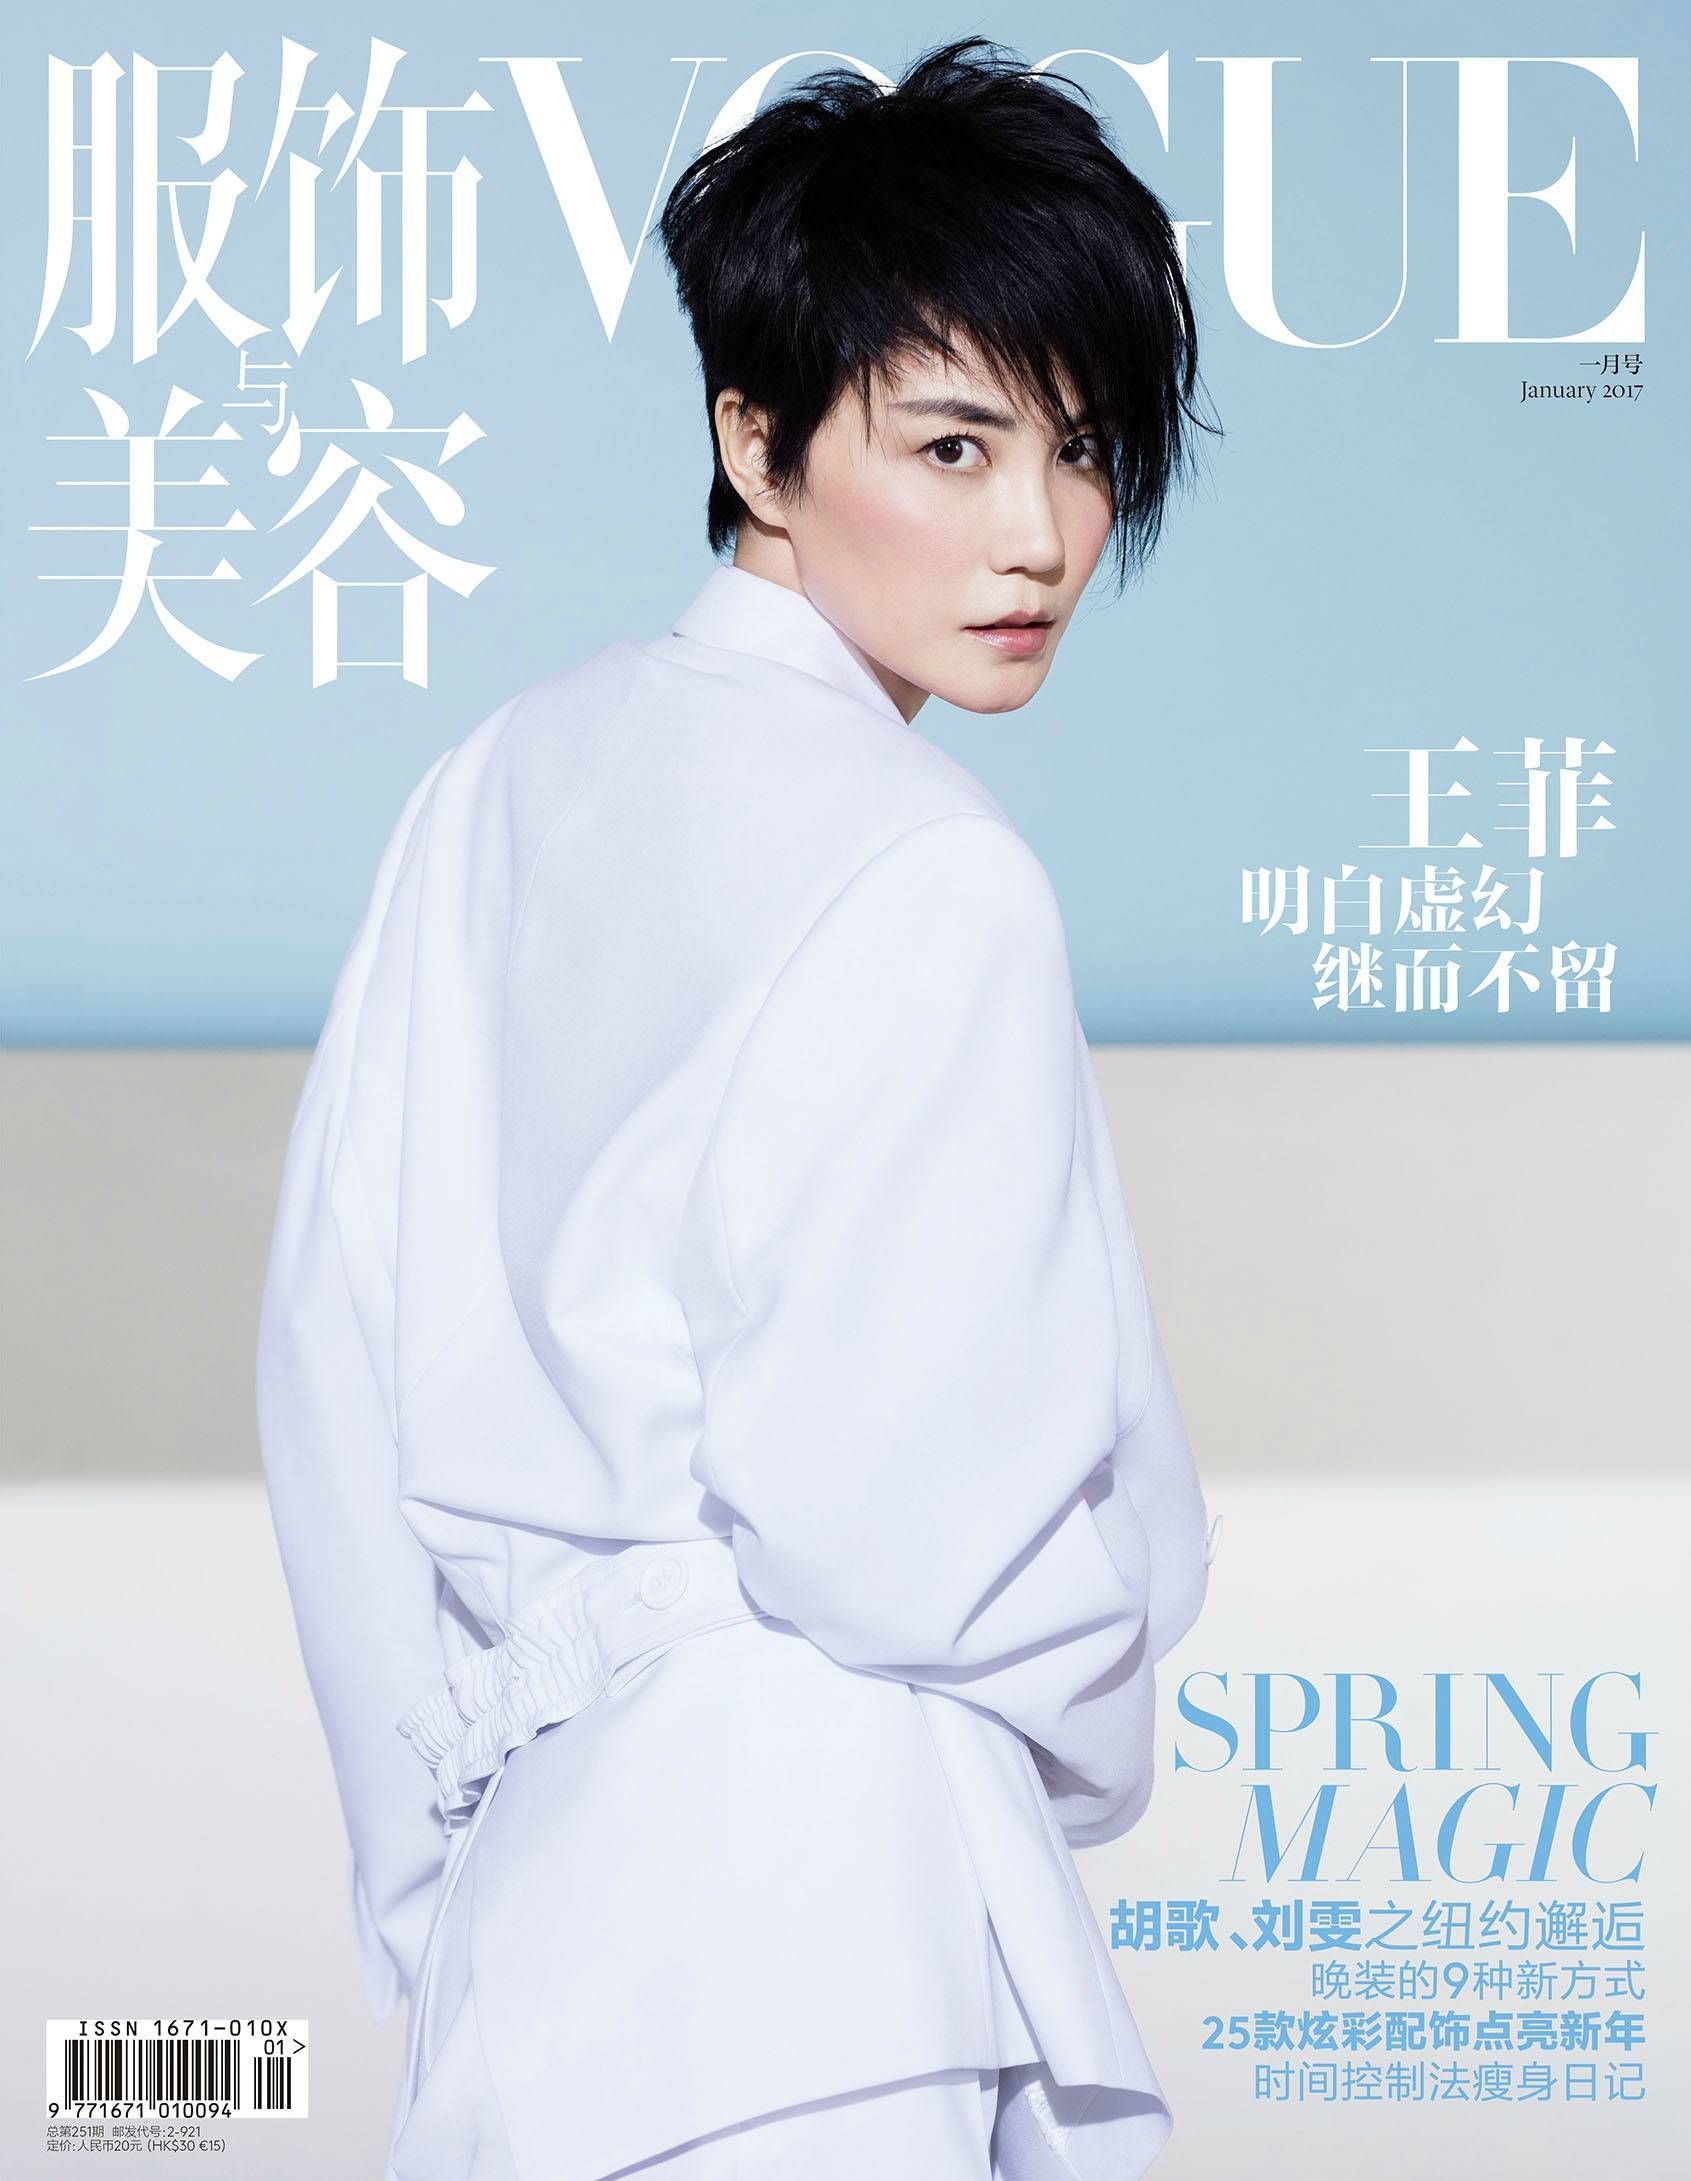 服饰VOGUE
与
美容
一月号
January 2017
王菲
明白虚幻
继而不留
SPRING
MAGIC
胡歌、刘雯之纽约邂逅
晚装的9种新方式
25款炫彩配饰点亮新年
时间控制法瘦身日记
ISSN 1671-010X
01>
9 771671 010094
总第251期 邮发代号:2-921
定价:人民币20元 (HK$30 €15)